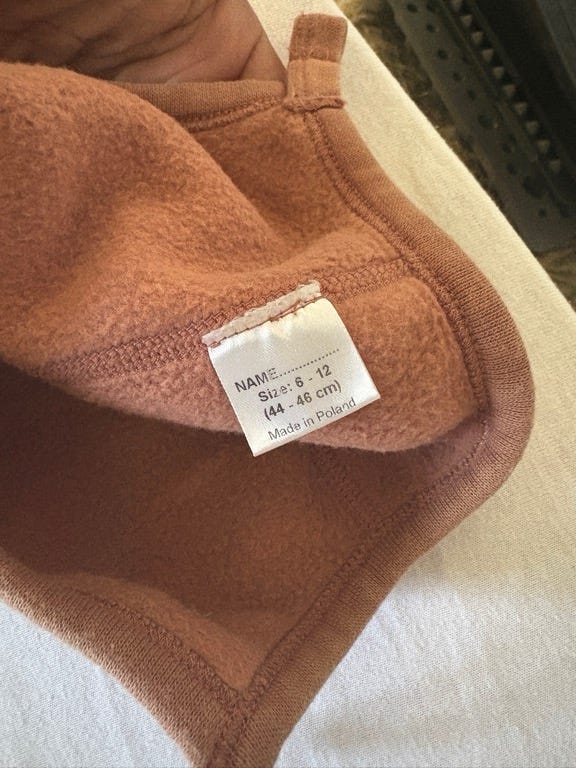 NAME....................
Size: 6 - 12
(44 - 46 cm)
Made in Poland